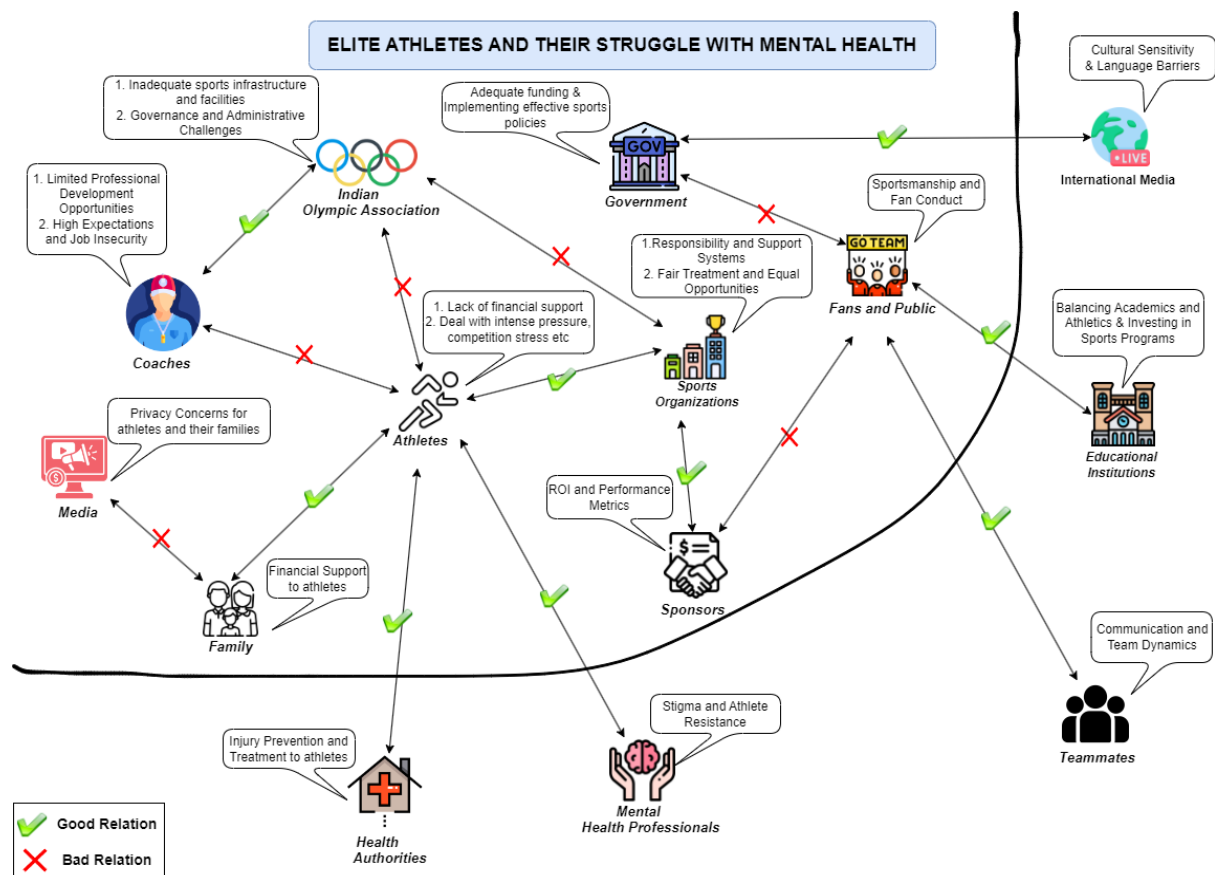 ELITE ATHLETES AND THEIR STRUGGLE WITH MENTAL HEALTH
Cultural Sensitivity
& Language Barriers
1. Inadequate sports infrastructure
and facilities
2. Governance and Administrative
Challenges
Adequate funding &
Implementing effective sports
policies
GOV
LIVE
International Media
Government
Indian
Olympic Association
1. Limited Professional
Development
Opportunities
2. High Expectations
and Job Insecurity
Sportsmanship and
Fan Conduct
GO TEAM
Fans and Public
1.Responsibility and Support
Systems
2. Fair Treatment and Equal
Opportunities
1. Lack of financial support
2. Deal with intense pressure,
competition stress etc
Coaches
Balancing Academics and
Athletics & Investing in
Sports Programs
Sports
Organizations
Athletes
Privacy Concerns for
athletes and their families
Media
Educational
Institutions
ROI and Performance
Metrics
$
Sponsors
Financial Support
to athletes
Family
Communication and
Team Dynamics
Teammates
Injury Prevention and
Treatment to athletes
Stigma and Athlete
Resistance
Mental
Health Professionals
Health
Authorities
Good Relation
Bad Relation